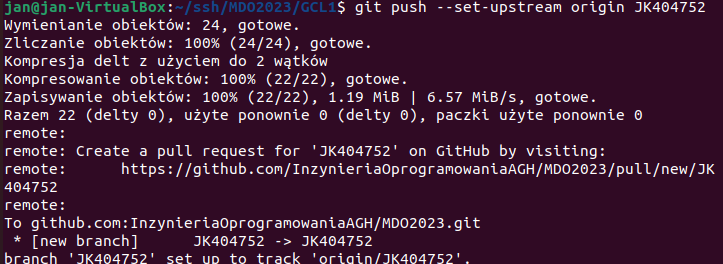 jan@jan-VirtualBox:~/ssh/MDO2023/GCL1$ git push --set-upstream origin JK404752
Wymienianie obiektów: 24, gotowe.
Zliczanie obiektów: 100% (24/24), gotowe.
Kompresja delt z użyciem do 2 wątków
Kompresowanie obiektów: 100% (22/22), gotowe.
Zapisywanie obiektów: 100% (22/22), 1.19 MiB | 6.57 MiB/s, gotowe.
Razem 22 (delty 0), użyte ponownie 0 (delty 0), paczki użyte ponownie 0
remote:
remote: Create a pull request for 'JK404752' on GitHub by visiting:
remote:      https://github.com/InzynieriaOprogramowaniaAGH/MDO2023/pull/new/JK
404752
remote:
To github.com:InzynieriaOprogramowaniaAGH/MDO2023.git
 * [new branch]      JK404752 -> JK404752
branch 'JK404752' set up to track 'origin/JK404752'.